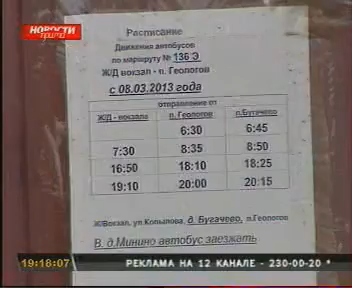 НОВОСТИ
прима
Расписание
Движения автобусов
по маршруту № 136 Э
Ж/Д вокзал - п. Геологов
с 08.03.2013 года
отправление от
Ж/Д - вокзала п. Геологов п.Бугачево
6:30 6:45
7:30 8:35 8:50
16:50 18:10 18:25
19:10 20:00 20:15
Ж/Вокзал, ул.Копылова, д. Бугачево, п.Геологов
В д.Минино автобус заезжать
19:18:07 РЕКЛАМА НА 12 КАНАЛЕ - 230-00-20 *